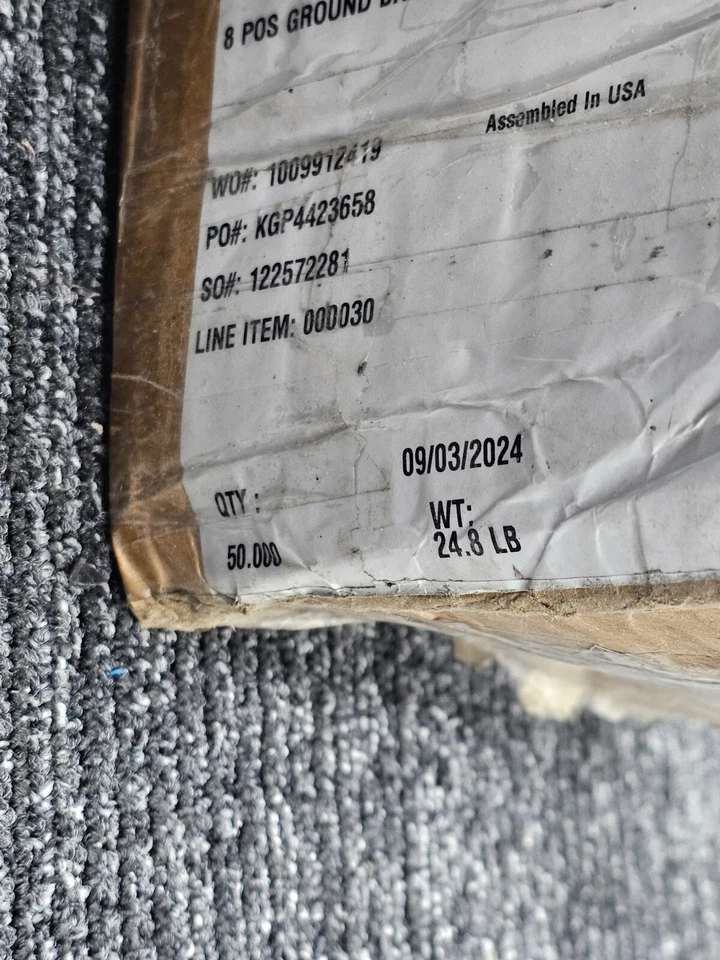 8 POS GROUND
Assembled In USA
WO#: 1009912419
PO#: KGP4423658
SO#: 122572281
LINE ITEM: 000030
09/03/2024
QTY :
WT:
50.000
24.8 LB